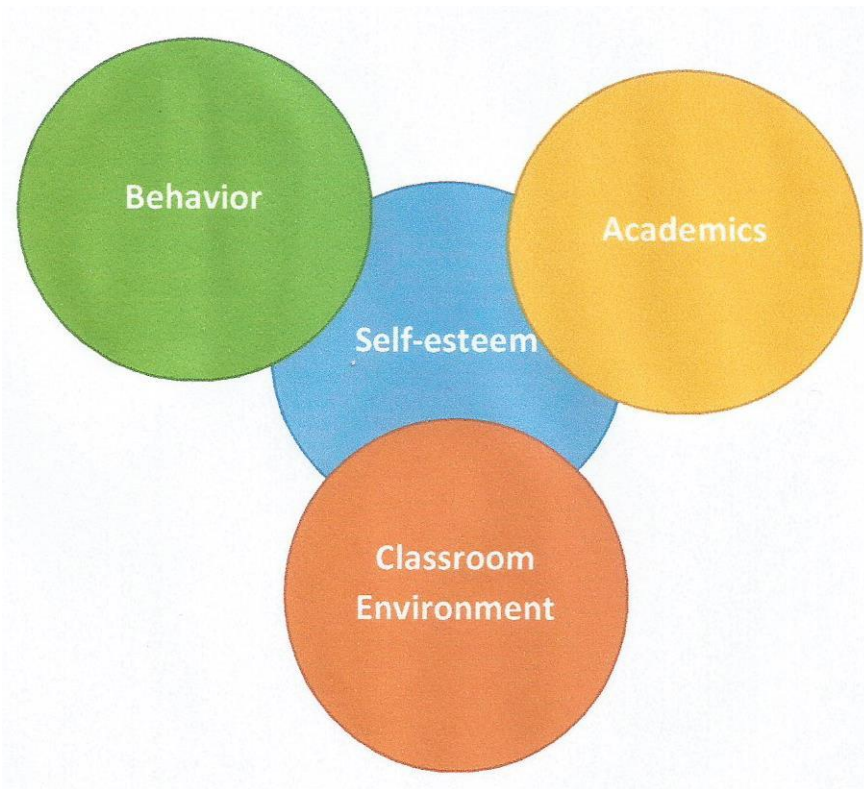 Behavior
Academics
Self-esteem
Classroom
Environment